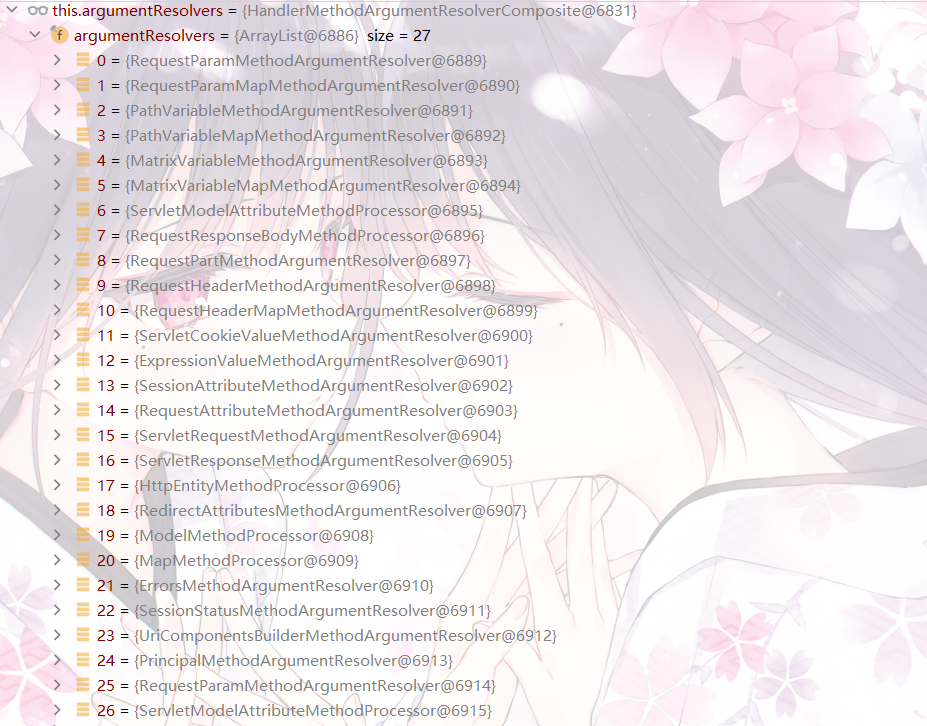 this.argumentResolvers = {HandlerMethodArgumentResolverComposite@6831}
f argumentResolvers = {ArrayList@6886} size = 27
0 = {RequestParamMethodArgumentResolver@6889}
1 = {RequestParamMapMethodArgumentResolver@6890}
2 = {PathVariableMethodArgumentResolver@6891}
3 = {PathVariableMapMethodArgumentResolver@6892}
4 = {MatrixVariableMethodArgumentResolver@6893}
5 = {MatrixVariableMapMethodArgumentResolver@6894}
6 = {ServletModelAttributeMethodProcessor@6895}
7 = {RequestResponseBodyMethodProcessor@6896}
8 = {RequestPartMethodArgumentResolver@6897}
9 = {RequestHeaderMethodArgumentResolver@6898}
10 = {RequestHeaderMapMethodArgumentResolver@6899}
11 = {ServletCookieValueMethodArgumentResolver@6900}
12 = {ExpressionValueMethodArgumentResolver@6901}
13 = {SessionAttributeMethodArgumentResolver@6902}
14 = {RequestAttributeMethodArgumentResolver@6903}
15 = {ServletRequestMethodArgumentResolver@6904}
16 = {ServletResponseMethodArgumentResolver@6905}
17 = {HttpEntityMethodProcessor@6906}
18 = {RedirectAttributesMethodArgumentResolver@6907}
19 = {ModelMethodProcessor@6908}
20 = {MapMethodProcessor@6909}
21 = {ErrorsMethodArgumentResolver@6910}
22 = {SessionStatusMethodArgumentResolver@6911}
23 = {UriComponentsBuilderMethodArgumentResolver@6912}
24 = {PrincipalMethodArgumentResolver@6913}
25 = {RequestParamMethodArgumentResolver@6914}
26 = {ServletModelAttributeMethodProcessor@6915}